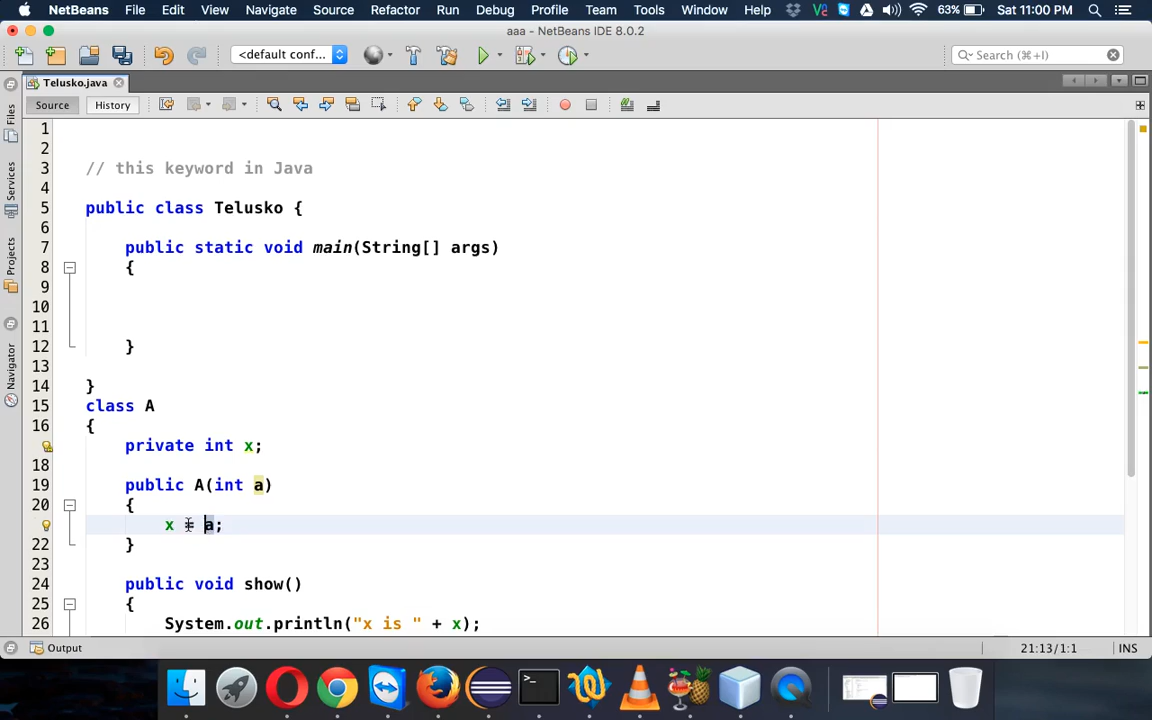 NetBeans File Edit View Navigate Source Refactor Run Debug Profile Team Tools Window Help 63% Sat 11:00 PM
aaa - NetBeans IDE 8.0.2
<default conf... Search (⌘+I)
Telusko.java
Source History
Files
Services
Projects
Navigator
1
2
3 // this keyword in Java
4
5 public class Telusko {
6
7 public static void main(String[] args)
8 {
9
10
11
12 }
13
14 }
15 class A
16 {
private int x;
18
19 public A(int a)
20 {
x = a;
22 }
23
24 public void show()
25 {
26 System.out.println("x is " + x);
Output 21:13/1:1 INS